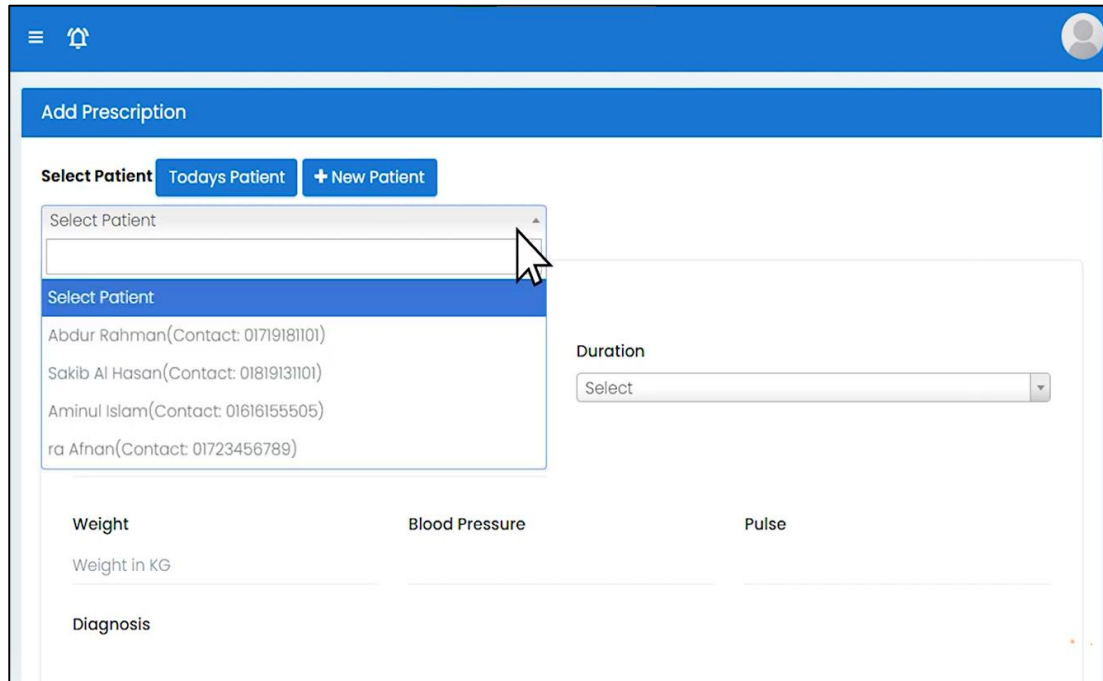 Add Prescription
Select Patient Todays Patient + New Patient
Select Patient
Select Patient
Abdur Rahman(Contact: 01719181101)
Sakib Al Hasan(Contact: 01819131101)
Aminul Islam(Contact: 01616155505)
ra Afnan(Contact: 01723456789)
Duration
Select
Weight Blood Pressure Pulse
Weight in KG
Diagnosis